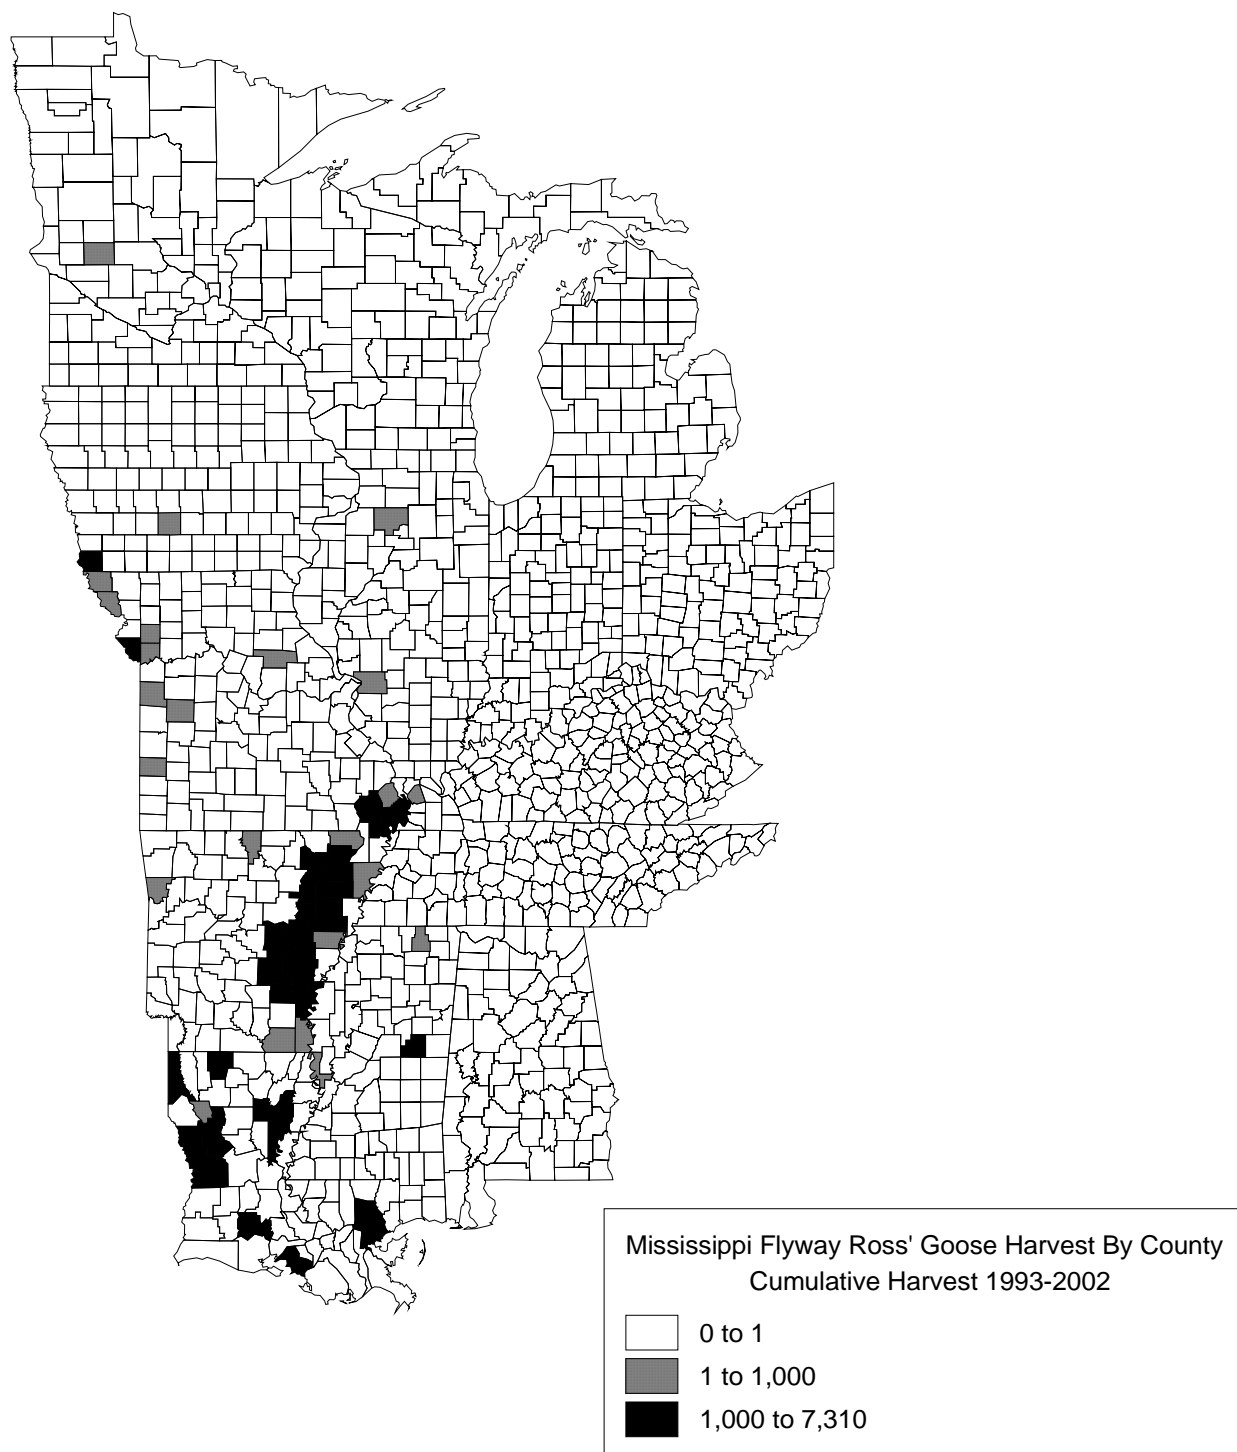 Mississippi Flyway Ross' Goose Harvest By County
Cumulative Harvest 1993-2002
0 to 1
1 to 1,000
1,000 to 7,310